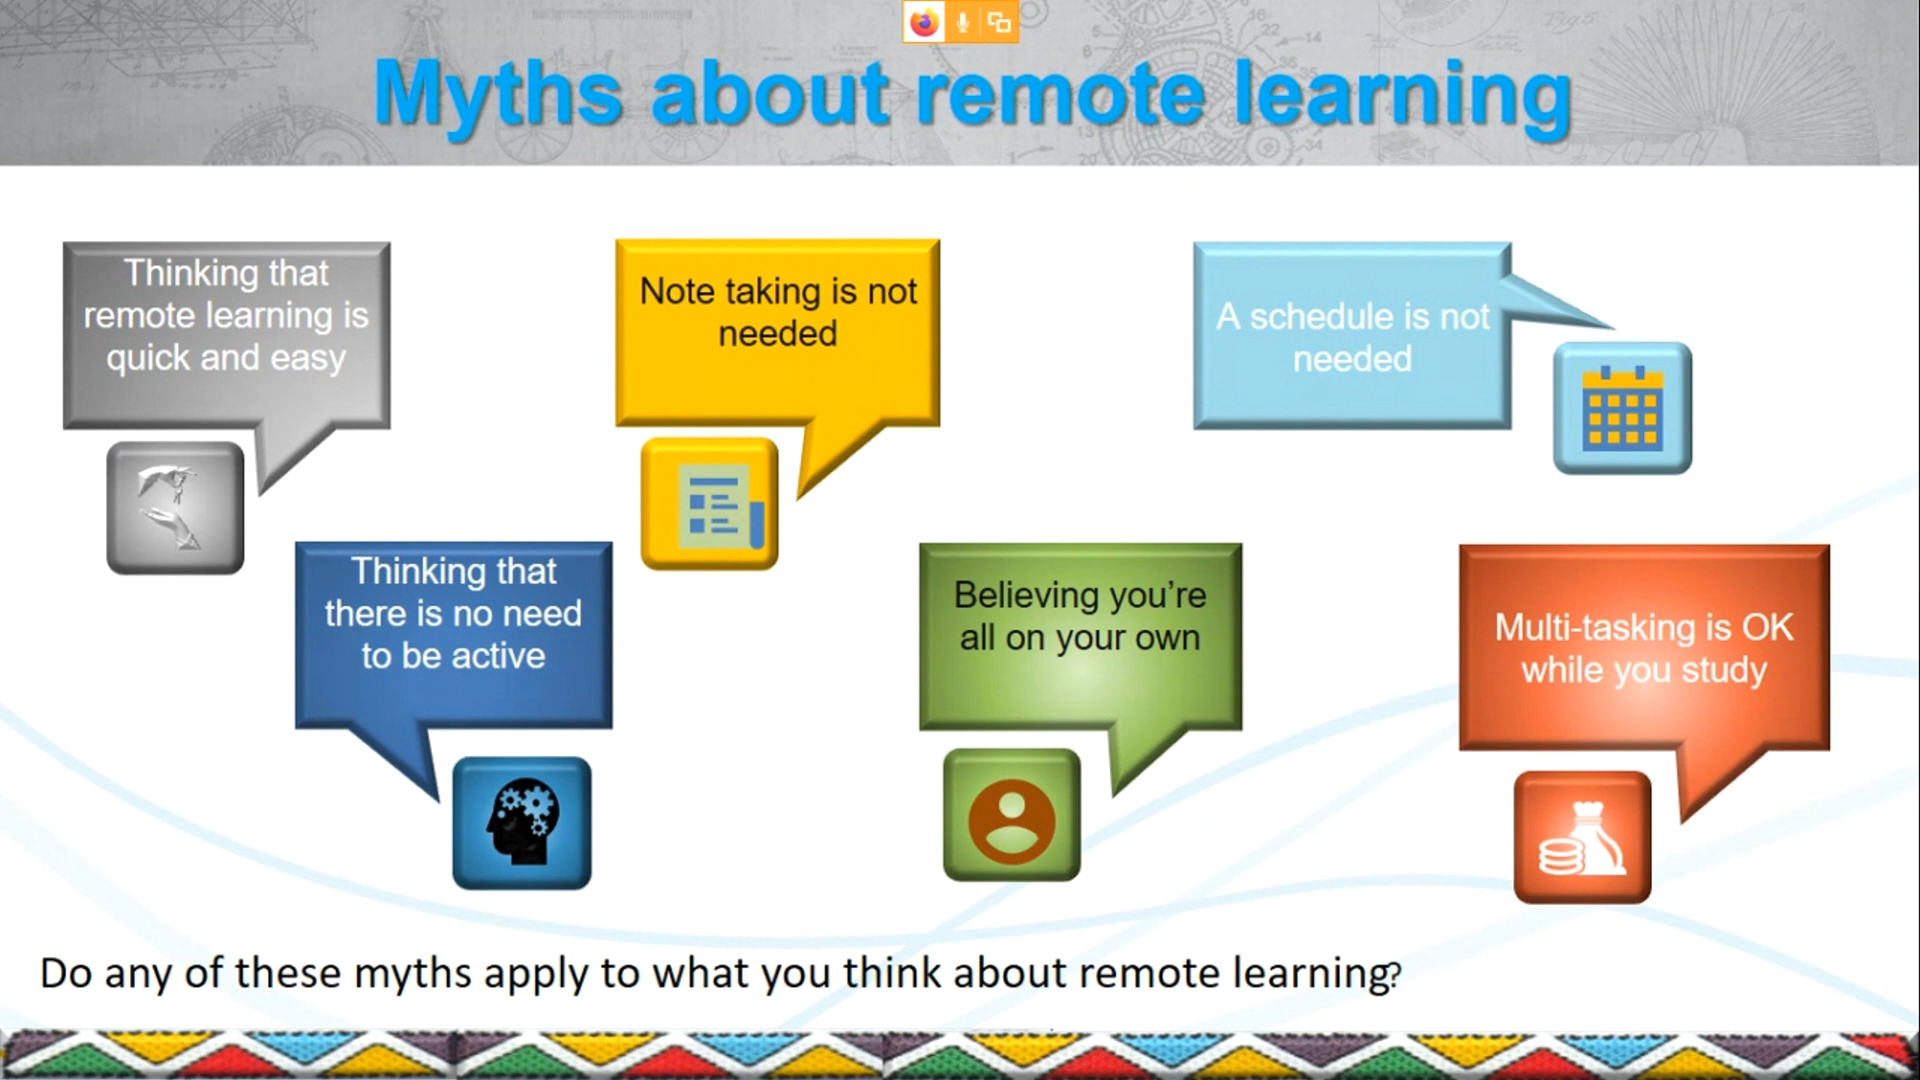 Myths about remote learning
Thinking that
remote learning is
quick and easy
Note taking is not
needed
A schedule is not
needed
Thinking that
there is no need
to be active
Believing you’re
all on your own
Multi-tasking is OK
while you study
Do any of these myths apply to what you think about remote learning?